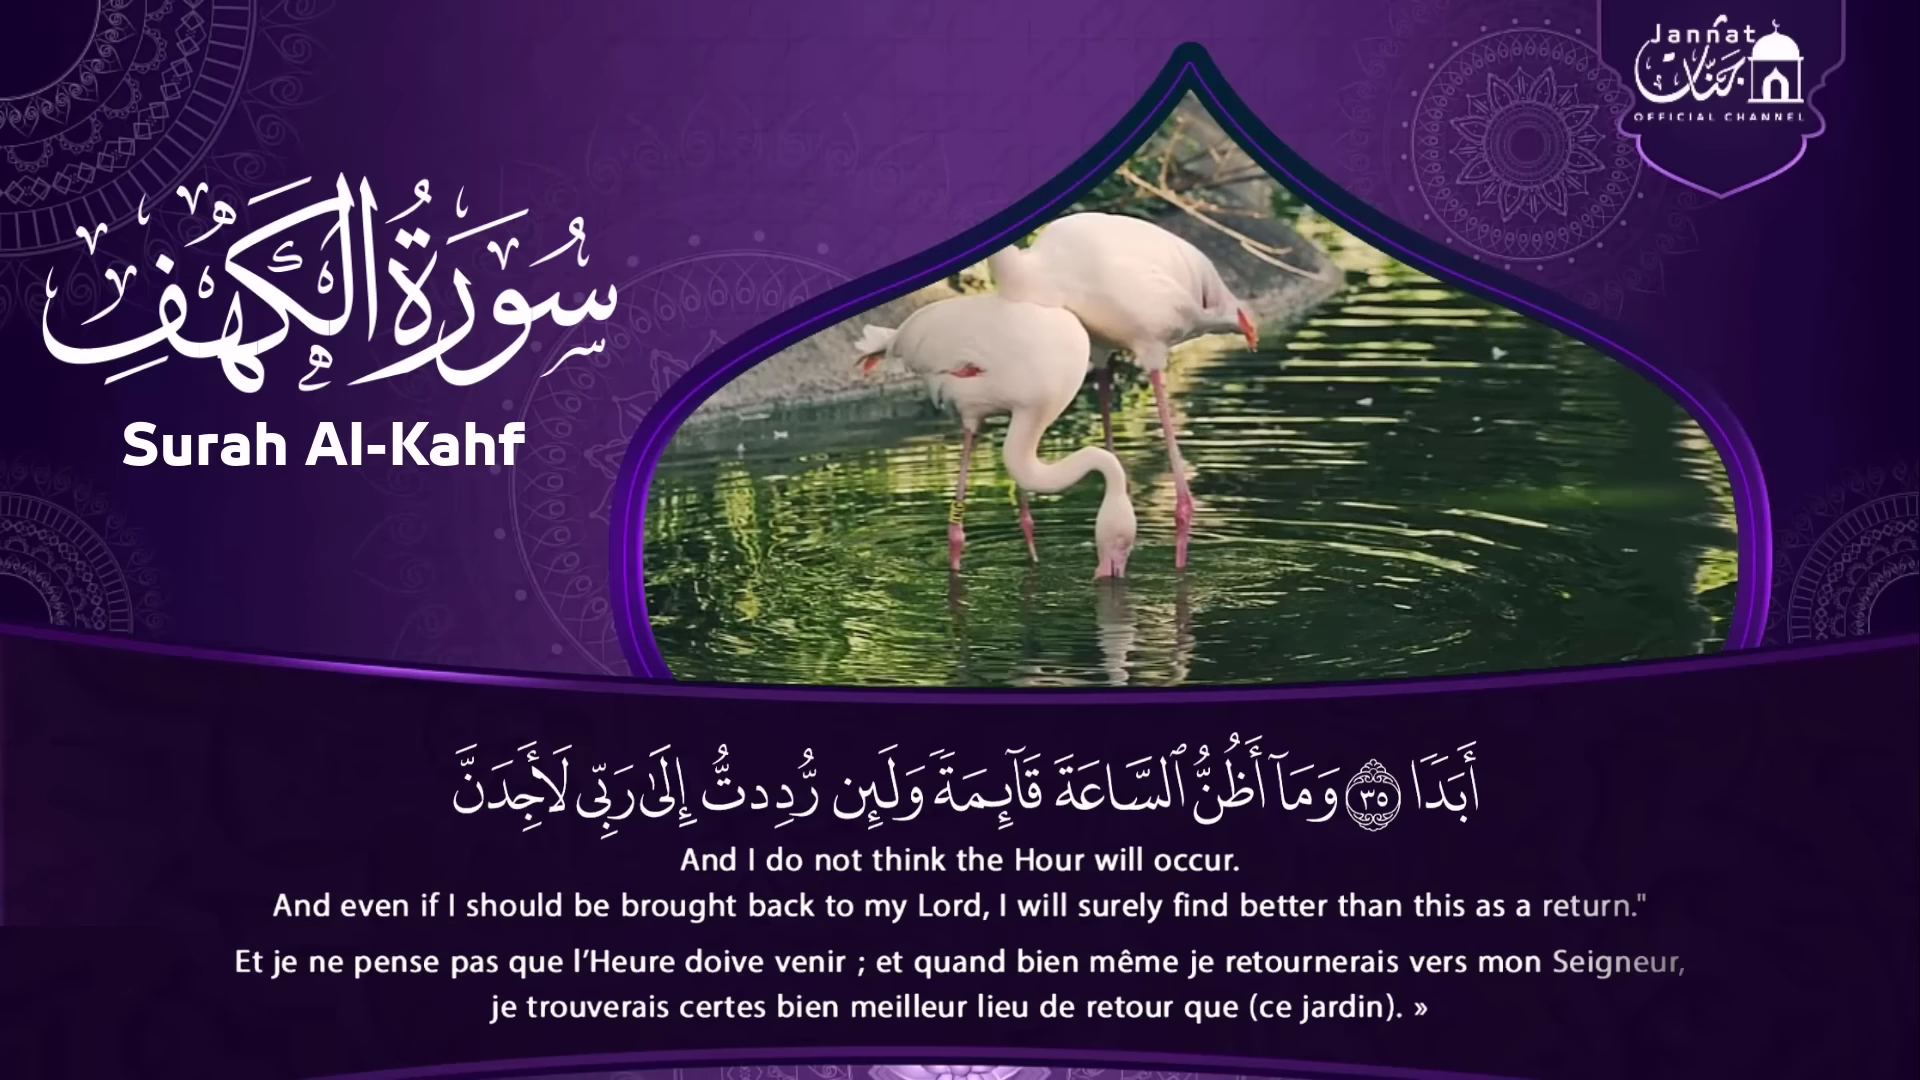 Jannat
جنّات
OFFICIAL CHANNEL
سُورَةُ الكَهْفِ
Surah Al-Kahf
أَبَدًا ٣٥ وَمَآ أَظُنُّ ٱلسَّاعَةَ قَآئِمَةً وَلَئِن رُّدِدتُّ إِلَىٰ رَبِّى لَأَجِدَنَّ
And I do not think the Hour will occur.
And even if I should be brought back to my Lord, I will surely find better than this as a return."
Et je ne pense pas que l’Heure doive venir ; et quand bien même je retournerais vers mon Seigneur,
je trouverais certes bien meilleur lieu de retour que (ce jardin). »